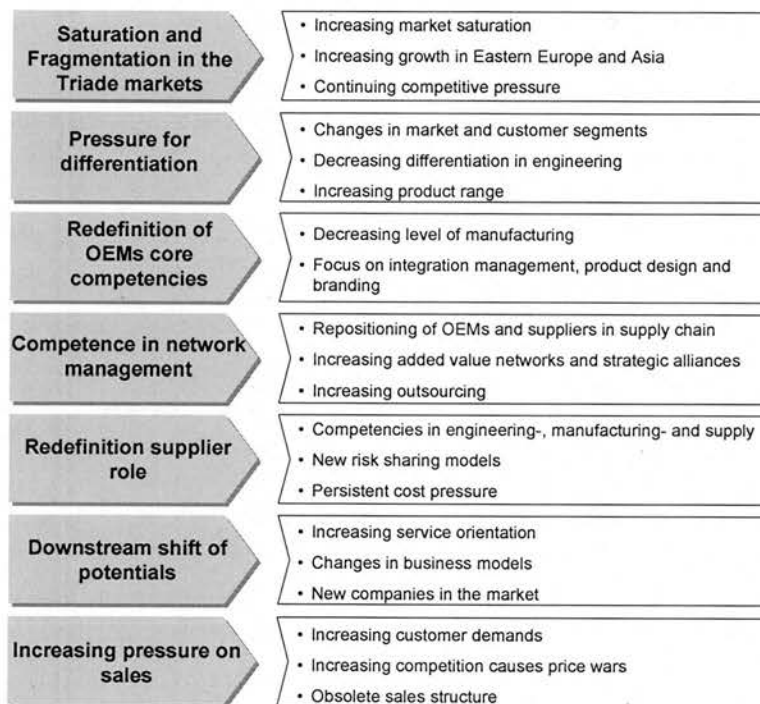 Saturation and
Fragmentation in the
Triade markets
• Increasing market saturation
• Increasing growth in Eastern Europe and Asia
• Continuing competitive pressure
Pressure for
differentiation
• Changes in market and customer segments
• Decreasing differentiation in engineering
• Increasing product range
Redefinition of
OEMs core
competencies
• Decreasing level of manufacturing
• Focus on integration management, product design and
branding
Competence in network
management
• Repositioning of OEMs and suppliers in supply chain
• Increasing added value networks and strategic alliances
• Increasing outsourcing
Redefinition supplier
role
• Competencies in engineering-, manufacturing- and supply
• New risk sharing models
• Persistent cost pressure
Downstream shift of
potentials
• Increasing service orientation
• Changes in business models
• New companies in the market
Increasing pressure on
sales
• Increasing customer demands
• Increasing competition causes price wars
• Obsolete sales structure